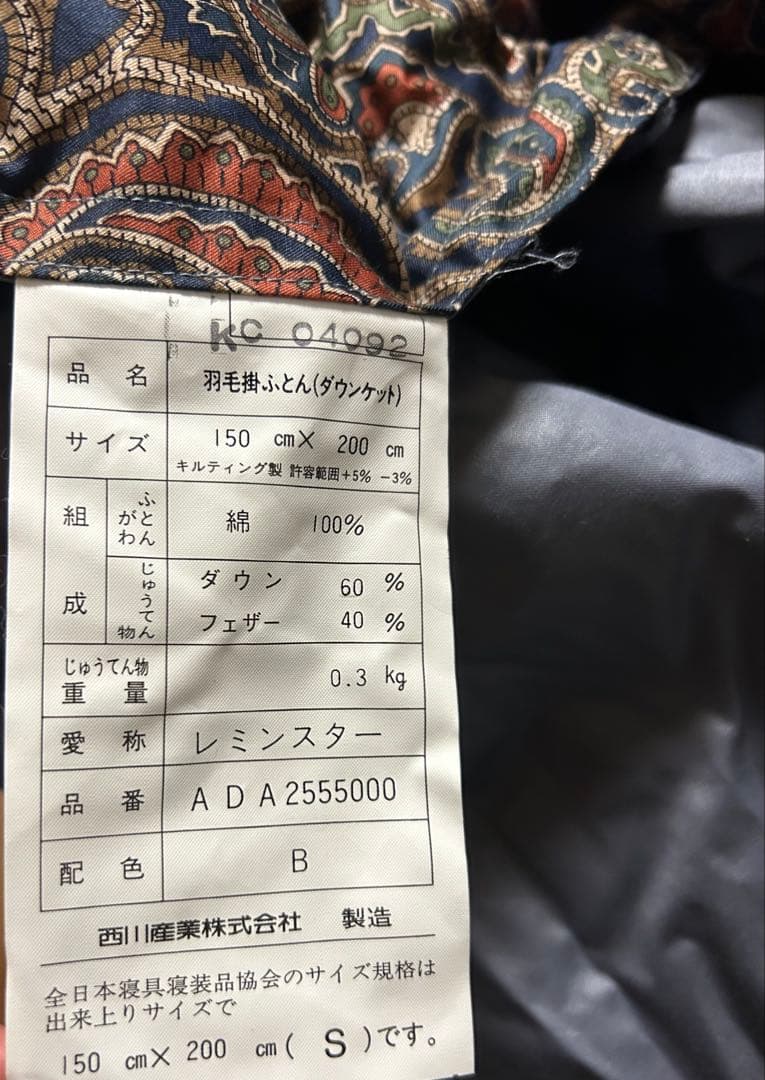 KC 04092
品名 羽毛掛ふとん(ダウンケット)
サイズ 150 cm× 200 cm
キルティング製 許容範囲+5% -3%
組成 ふとんがわ 綿 100%
じゅうてん物 ダウン 60 %
フェザー 40 %
じゅうてん物重量 0.3 kg
愛称 レミンスター
品番 ADA2555000
配色 B
西川産業株式会社 製造
全日本寝具寝装品協会のサイズ規格は
出来上りサイズで
150 cm× 200 cm( S )です。